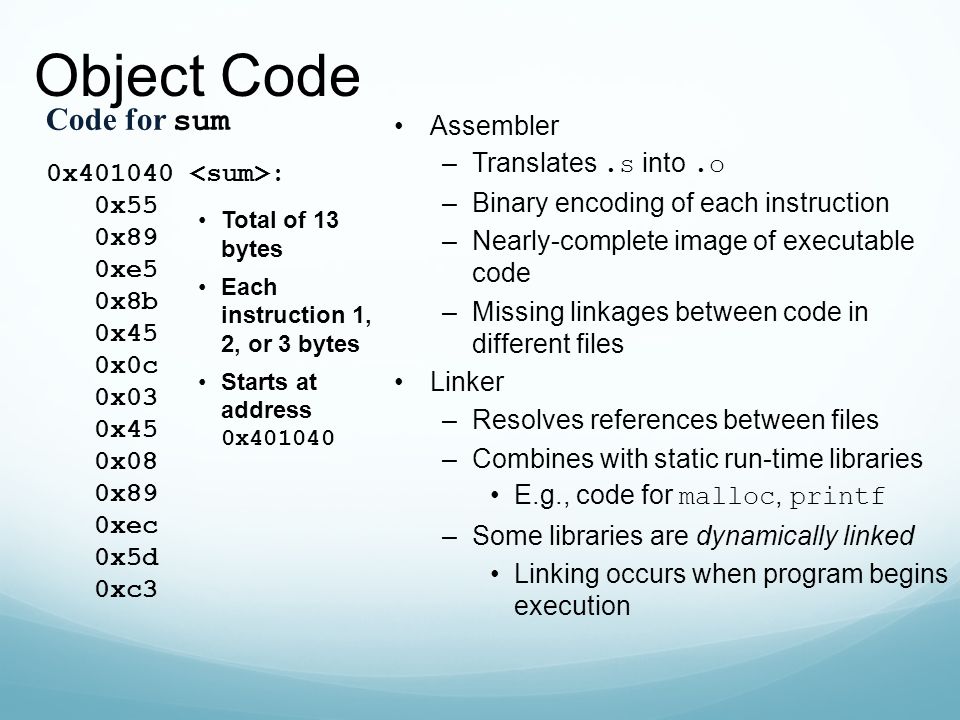 Object Code
Code for sum
0x401040 <sum>:
0x55
0x89
0xe5
0x8b
0x45
0x0c
0x03
0x45
0x08
0x89
0xec
0x5d
0xc3
• Total of 13
bytes
• Each
instruction 1,
2, or 3 bytes
• Starts at
address
0x401040
• Assembler
– Translates .s into .o
– Binary encoding of each instruction
– Nearly-complete image of executable
code
– Missing linkages between code in
different files
• Linker
– Resolves references between files
– Combines with static run-time libraries
• E.g., code for malloc, printf
– Some libraries are dynamically linked
• Linking occurs when program begins
execution